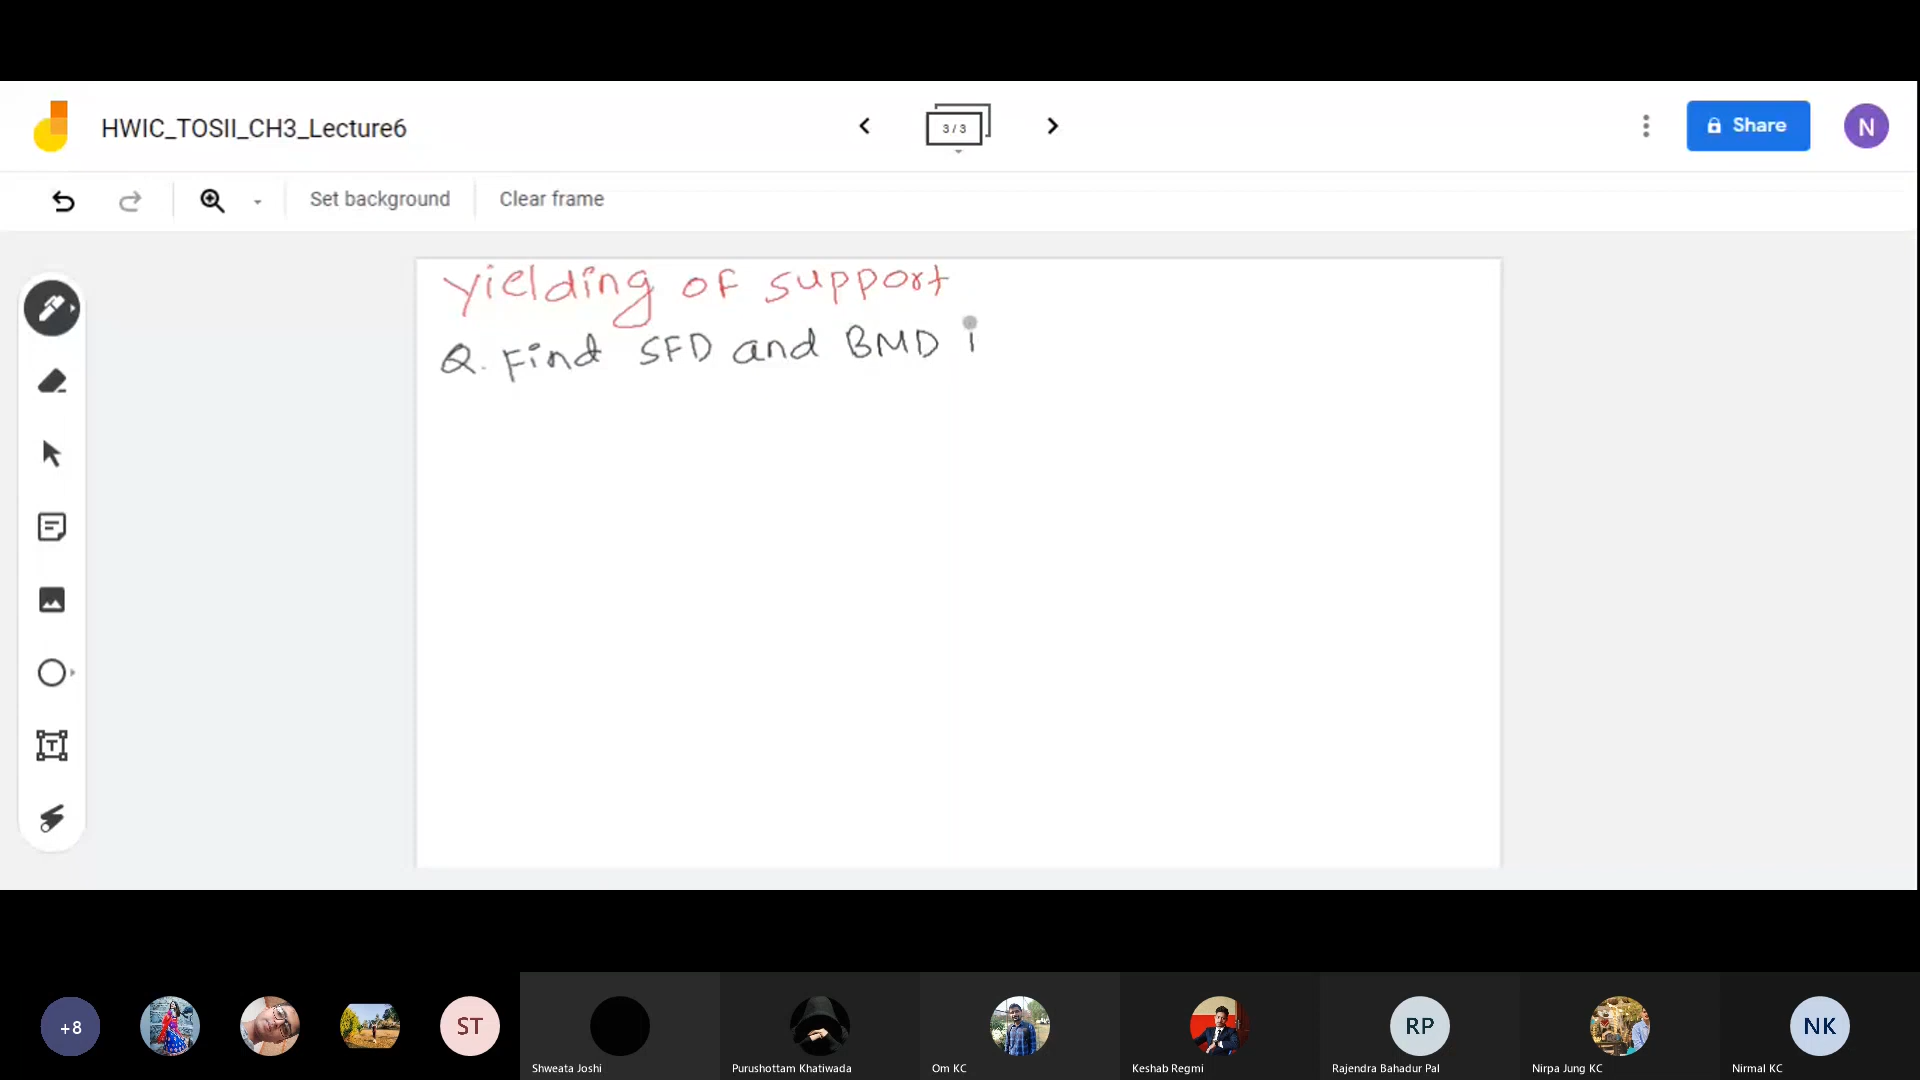 HWIC_TOSII_CH3_Lecture6
3/3
Share
N
Set background
Clear frame
Yielding of support
Q. Find SFD and BMD i
+8
ST
RP
NK
Shweata Joshi
Purushottam Khatiwada
Om KC
Keshab Regmi
Rajendra Bahadur Pal
Nirpa Jung KC
Nirmal KC